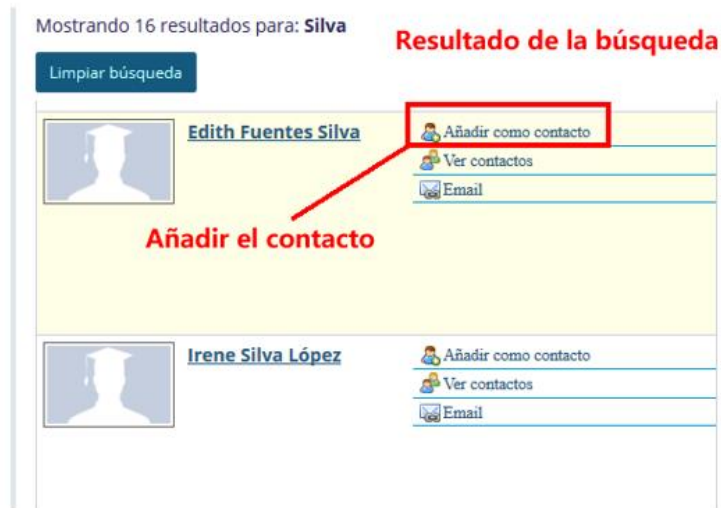 Mostrando 16 resultados para: Silva
Resultado de la búsqueda
Limpiar búsqueda
Edith Fuentes Silva
Añadir como contacto
Ver contactos
Email
Añadir el contacto
Irene Silva López
Añadir como contacto
Ver contactos
Email